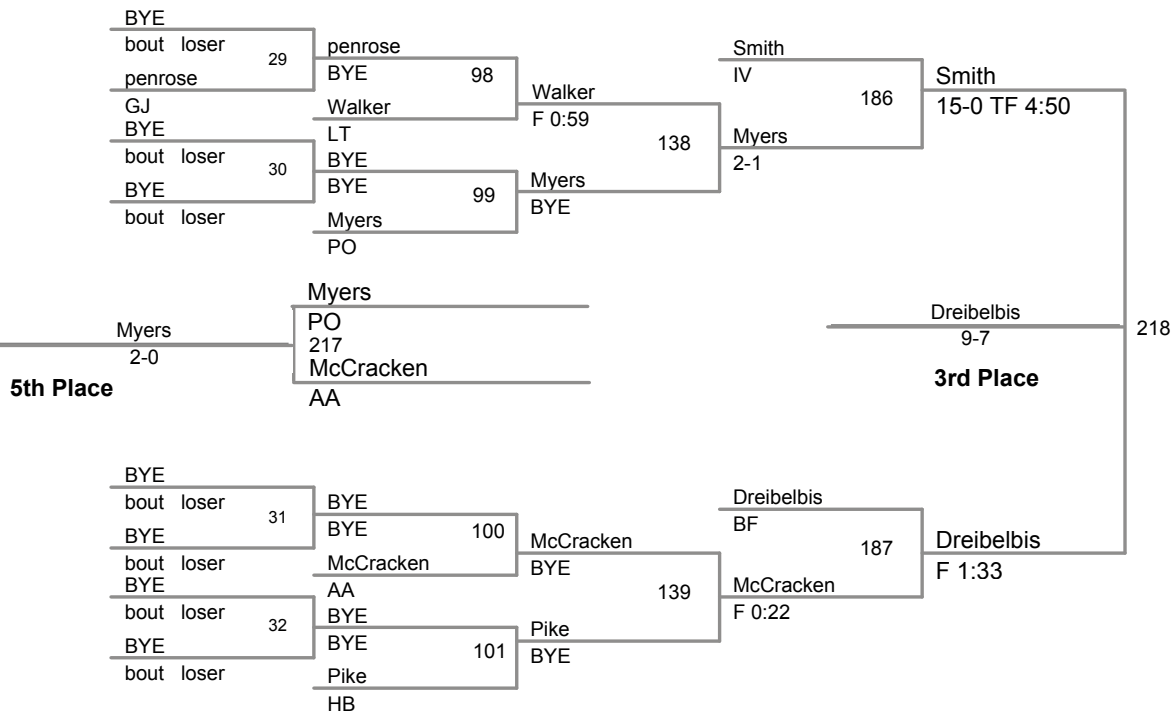 BYE
bout loser
29
penrose
GJ
BYE
bout loser
30
BYE
bout loser
penrose
BYE
98
Walker
LT
BYE
BYE
99
Myers
PO
Walker
F 0:59
138
Myers
BYE
Smith
IV
186
Myers
2-1
Smith
15-0 TF 4:50
Myers
2-0
5th Place
Myers
PO
217
McCracken
AA
Dreibelbis
9-7
3rd Place
218
BYE
bout loser
31
BYE
bout loser
BYE
bout loser
32
BYE
bout loser
BYE
BYE
100
McCracken
AA
BYE
BYE
101
Pike
HB
McCracken
BYE
139
Pike
BYE
Dreibelbis
BF
187
McCracken
F 0:22
Dreibelbis
F 1:33